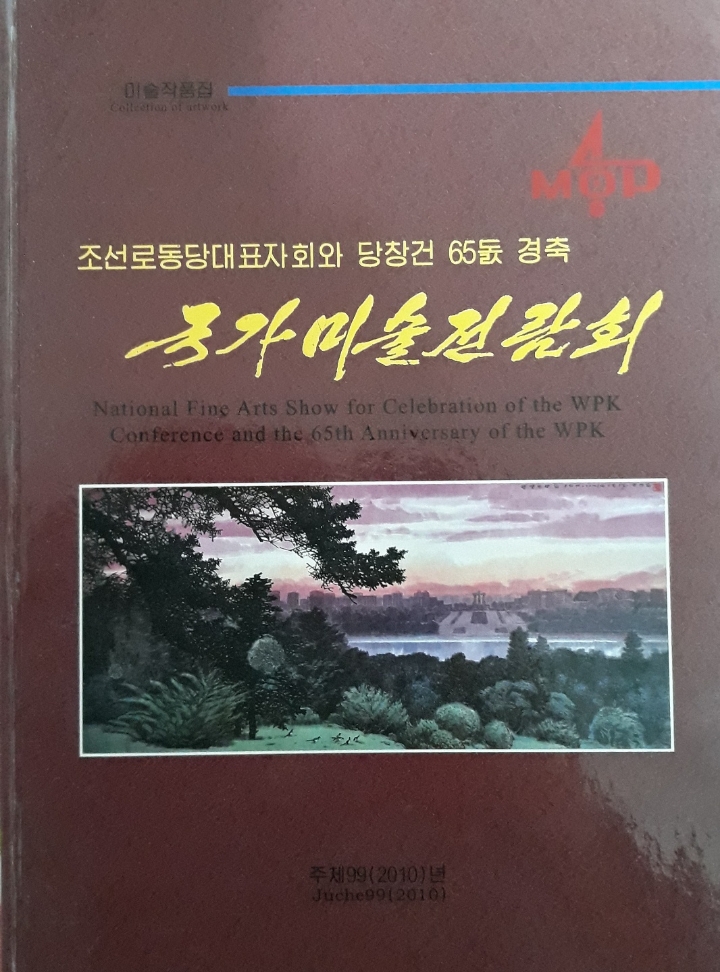 미술작품집
Collection of artwork
조선로동당대표자회와 당창건 65돐 경축
국가미술전람회
National Fine Arts Show for Celebration of the WPK
Conference and the 65th Anniversary of the WPK
주체99(2010)년
Juche99(2010)